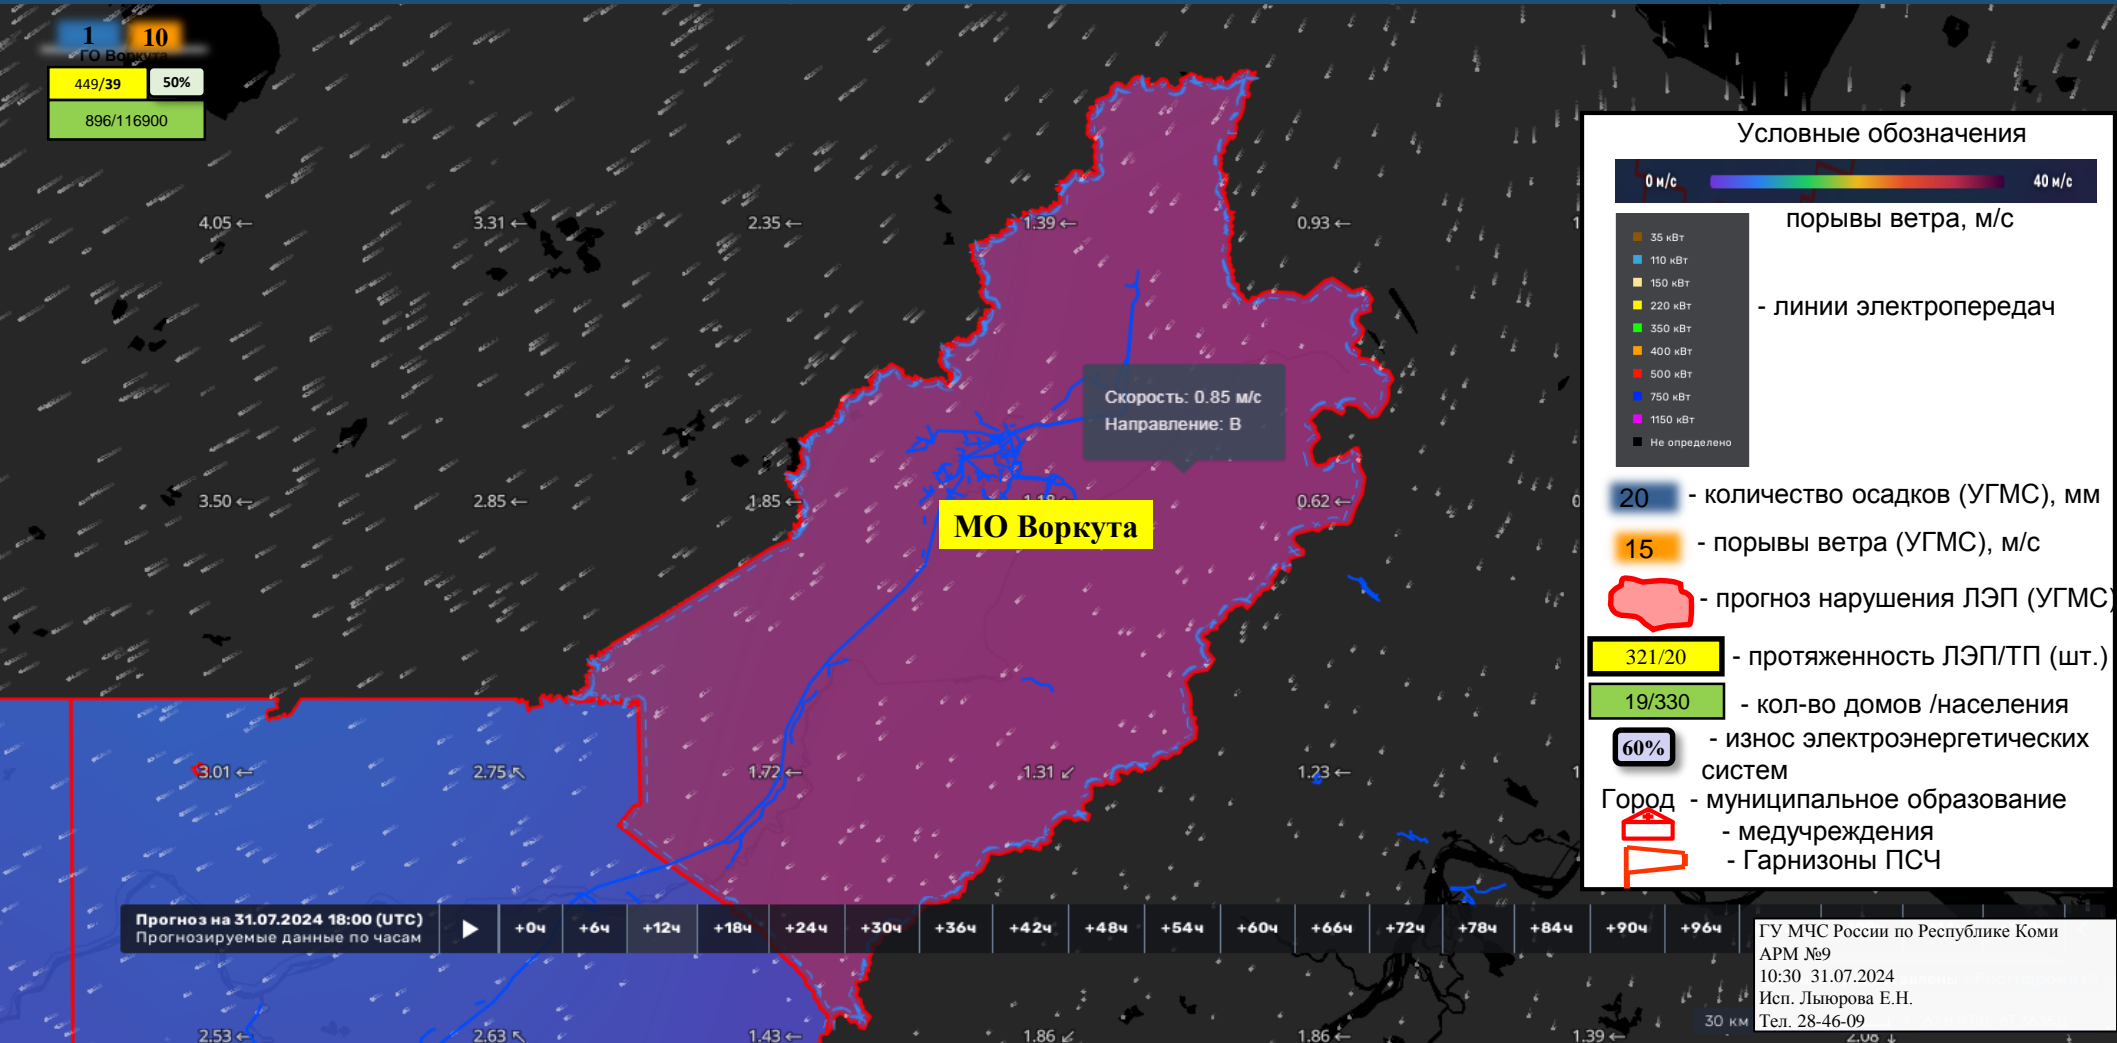 1 10
ГО Воркута
449/39 50%
896/116900
4.05 ← 3.31 ← 2.35 ← 1.39 ← 0.93 ←
3.50 ← 2.85 ← 1.85 ← 0.62 ←
МО Воркута
Скорость: 0.85 м/с
Направление: В
3.01 ← 2.75 ↖ 1.72 ← 1.31 ↙ 1.23 ←
Прогноз на 31.07.2024 18:00 (UTC)
Прогнозируемые данные по часам
+0ч +6ч +12ч +18ч +24ч +30ч +36ч +42ч +48ч +54ч +60ч +66ч +72ч +78ч +84ч +90ч +96ч
2.53 ← 2.63 ↖ 1.43 ← 1.86 ↙ 1.86 ← 1.39 ←
30 км
Условные обозначения
0 м/с 40 м/с
порывы ветра, м/с
35 кВт
110 кВт
150 кВт
220 кВт
350 кВт
400 кВт
500 кВт
750 кВт
1150 кВт
Не определено
- линии электропередач
20 - количество осадков (УГМС), мм
15 - порывы ветра (УГМС), м/с
- прогноз нарушения ЛЭП (УГМС)
321/20 - протяженность ЛЭП/ТП (шт.)
19/330 - кол-во домов /населения
60% - износ электроэнергетических
систем
Город - муниципальное образование
- медучреждения
- Гарнизоны ПСЧ
ГУ МЧС России по Республике Коми
АРМ №9
10:30 31.07.2024
Исп. Лыюрова Е.Н.
Тел. 28-46-09